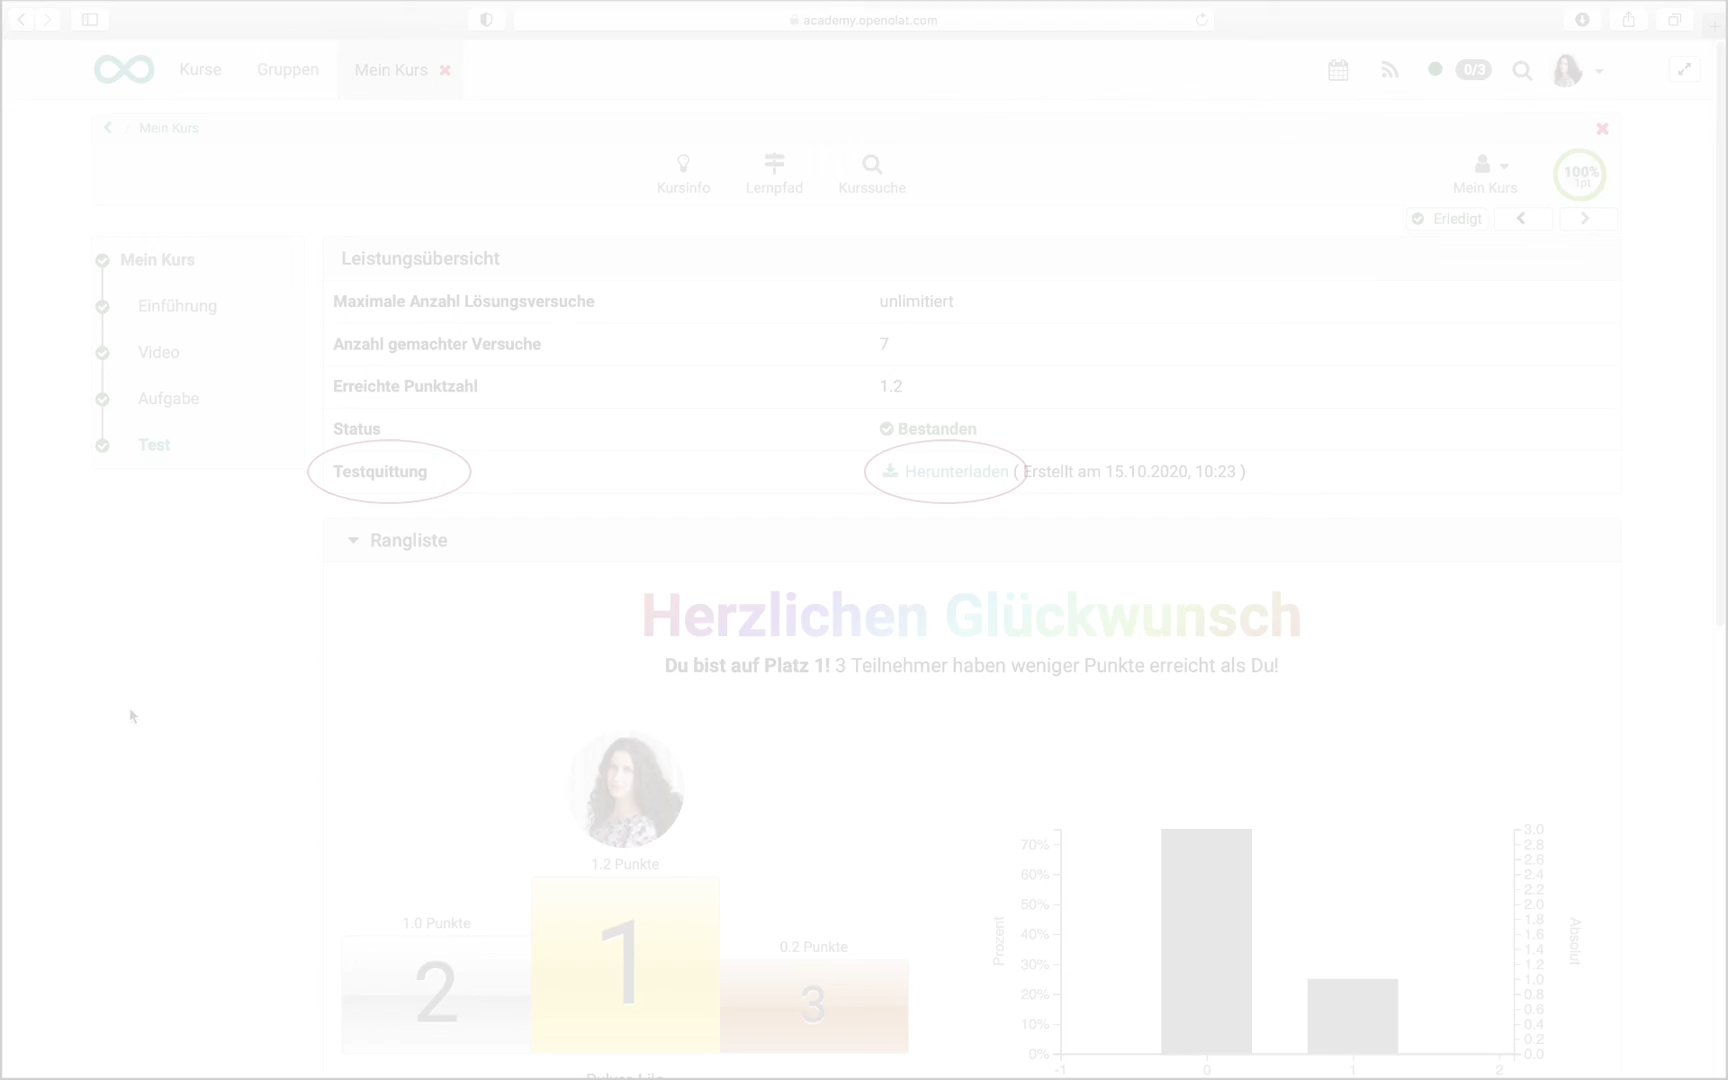 academy.openolat.com
Kurse Gruppen Mein Kurs 0/3
Mein Kurs
Kursinfo Lernpfad Kurssuche Mein Kurs 100% 1pt
Erledigt
Mein Kurs
Einführung
Video
Aufgabe
Test
Leistungsübersicht
Maximale Anzahl Lösungsversuche unlimitiert
Anzahl gemachter Versuche 7
Erreichte Punktzahl 1.2
Status Bestanden
Testquittung Herunterladen ( Erstellt am 15.10.2020, 10:23 )
Rangliste
Herzlichen Glückwunsch
Du bist auf Platz 1! 3 Teilnehmer haben weniger Punkte erreicht als Du!
1.2 Punkte
1.0 Punkte
0.2 Punkte
1
2
3
Prozent
70%
60%
50%
40%
30%
20%
10%
0%
-1 0 1 2
3.0
2.8
2.6
2.4
2.2
2.0
1.8
1.6
1.4
1.2
1.0
0.8
0.6
0.4
0.2
0.0
Absolut